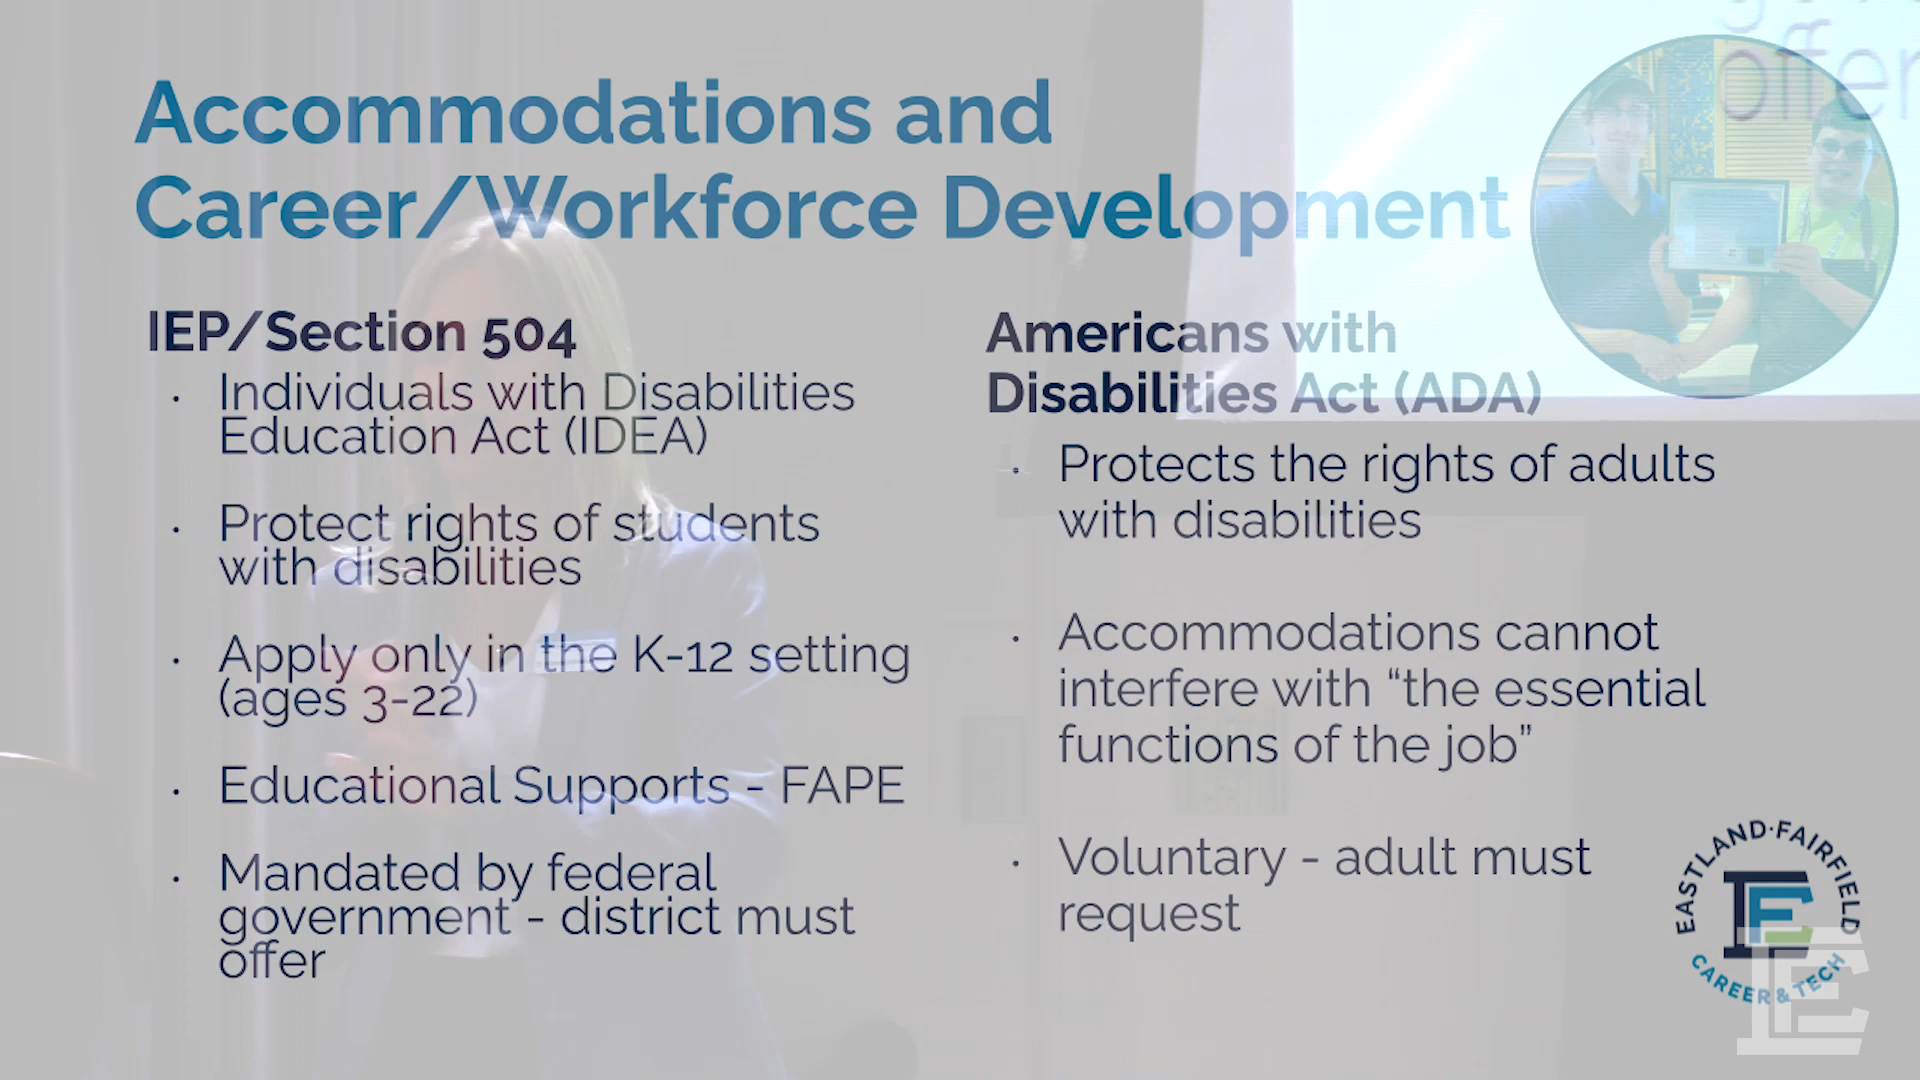 Accommodations and
Career/Workforce Development
IEP/Section 504
· Individuals with Disabilities
Education Act (IDEA)
· Protect rights of students
with disabilities
· Apply only in the K-12 setting
(ages 3-22)
· Educational Supports - FAPE
· Mandated by federal
government - district must
offer
Americans with
Disabilities Act (ADA)
· Protects the rights of adults
with disabilities
· Accommodations cannot
interfere with “the essential
functions of the job”
· Voluntary - adult must
request
offer
EASTLAND·FAIRFIELD
EF
CAREER & TECH
EF